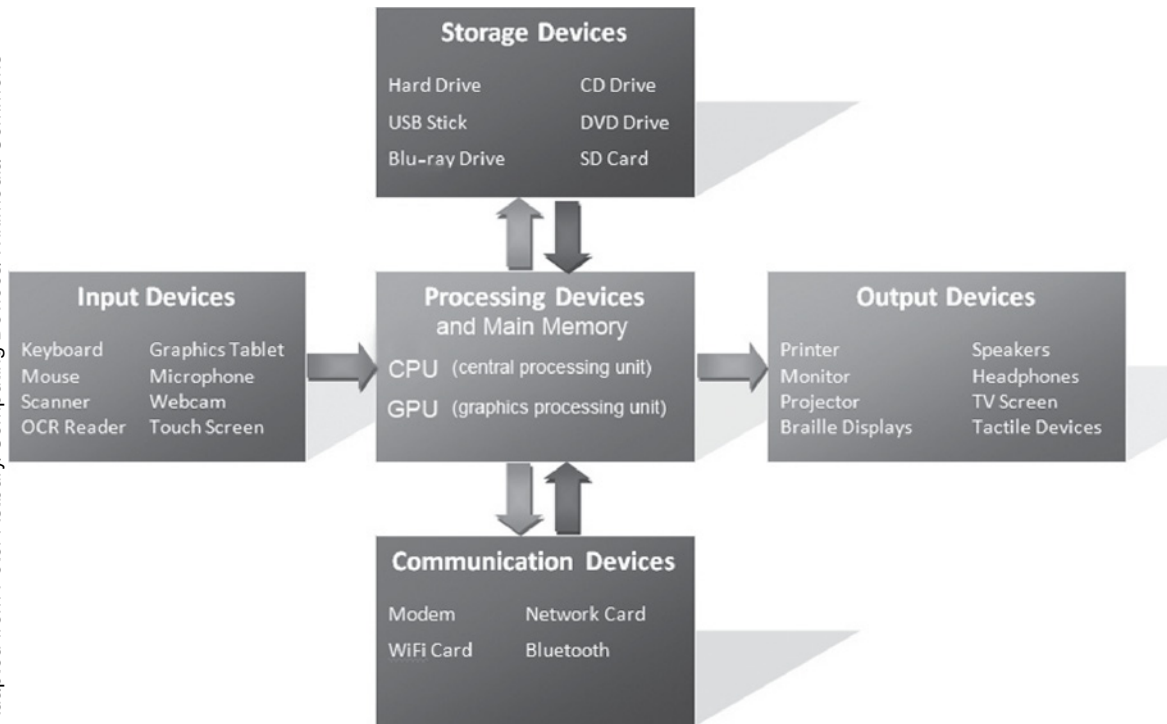 Storage Devices
Hard Drive CD Drive
USB Stick DVD Drive
Blu-ray Drive SD Card
Input Devices
Keyboard Graphics Tablet
Mouse Microphone
Scanner Webcam
OCR Reader Touch Screen
Processing Devices
and Main Memory
CPU (central processing unit)
GPU (graphics processing unit)
Output Devices
Printer Speakers
Monitor Headphones
Projector TV Screen
Braille Displays Tactile Devices
Communication Devices
Modem Network Card
WiFi Card Bluetooth